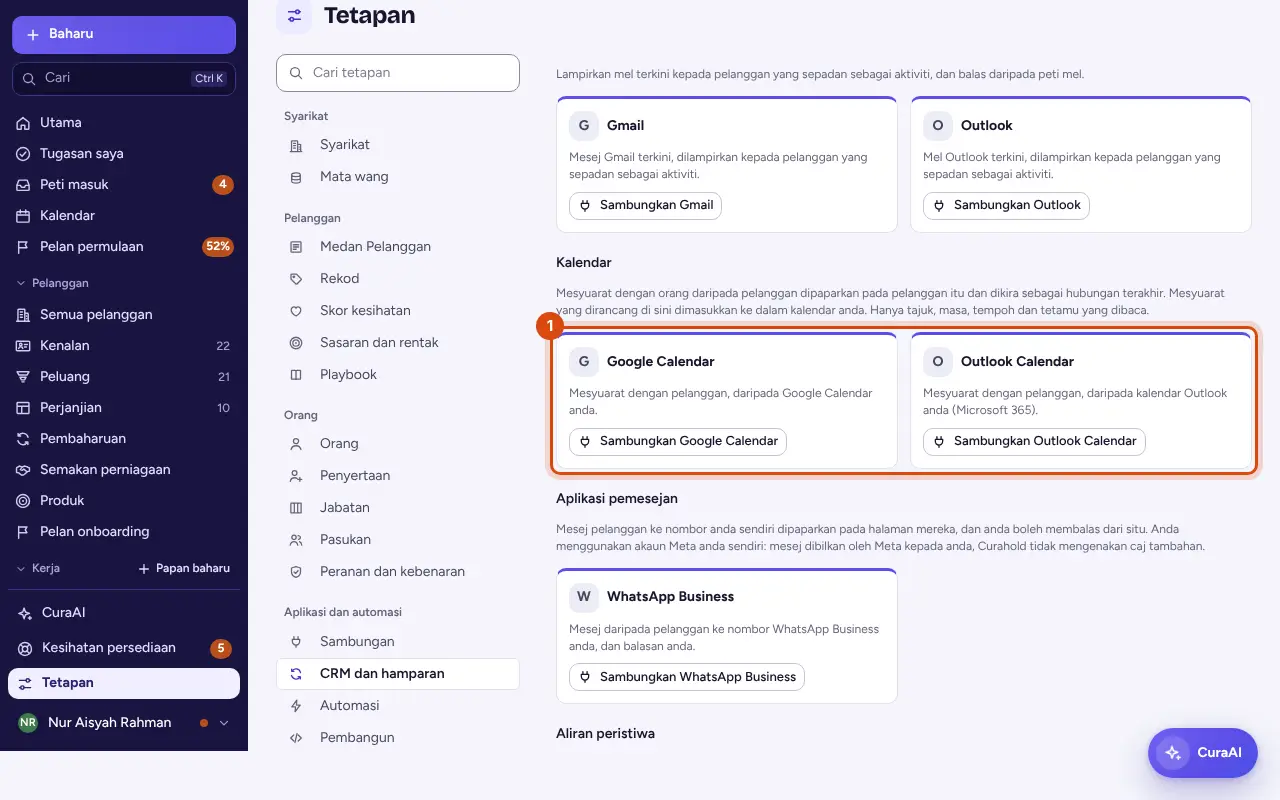 Baharu
Cari
Ctrl K
Utama
Tugasan saya
Peti masuk
4
Kalendar
Pelan permulaan
52%
Pelanggan
Semua pelanggan
Kenalan
22
Peluang
21
Perjanjian
10
Pembaharuan
Semakan perniagaan
Produk
Pelan onboarding
Kerja
Papan baharu
CuraAI
Kesihatan persediaan
5
Tetapan
NR
Nur Aisyah Rahman
Tetapan
Cari tetapan
Syarikat
Syarikat
Mata wang
Pelanggan
Medan Pelanggan
Rekod
Skor kesihatan
Sasaran dan rentak
Playbook
Orang
Orang
Penyertaan
Jabatan
Pasukan
Peranan dan kebenaran
Aplikasi dan automasi
Sambungan
CRM dan hamparan
Automasi
Pembangun
Lampirkan mel terkini kepada pelanggan yang sepadan sebagai aktiviti, dan balas daripada peti mel.
G
Gmail
Mesej Gmail terkini, dilampirkan kepada pelanggan yang
sepadan sebagai aktiviti.
Sambungkan Gmail
O
Outlook
Mel Outlook terkini, dilampirkan kepada pelanggan yang
sepadan sebagai aktiviti.
Sambungkan Outlook
Kalendar
Mesyuarat dengan orang daripada pelanggan dipaparkan pada pelanggan itu dan dikira sebagai hubungan terakhir. Mesyuarat
yang dirancang di sini dimasukkan ke dalam kalendar anda. Hanya tajuk, masa, tempoh dan tetamu yang dibaca.
1
G
Google Calendar
Mesyuarat dengan pelanggan, daripada Google Calendar
anda.
Sambungkan Google Calendar
O
Outlook Calendar
Mesyuarat dengan pelanggan, daripada kalendar Outlook
anda (Microsoft 365).
Sambungkan Outlook Calendar
Aplikasi pemesejan
Mesej pelanggan ke nombor anda sendiri dipaparkan pada halaman mereka, dan anda boleh membalas dari situ. Anda
menggunakan akaun Meta anda sendiri: mesej dibilkan oleh Meta kepada anda, Curahold tidak mengenakan caj tambahan.
W
WhatsApp Business
Mesej daripada pelanggan ke nombor WhatsApp Business
anda, dan balasan anda.
Sambungkan WhatsApp Business
Aliran peristiwa
CuraAI